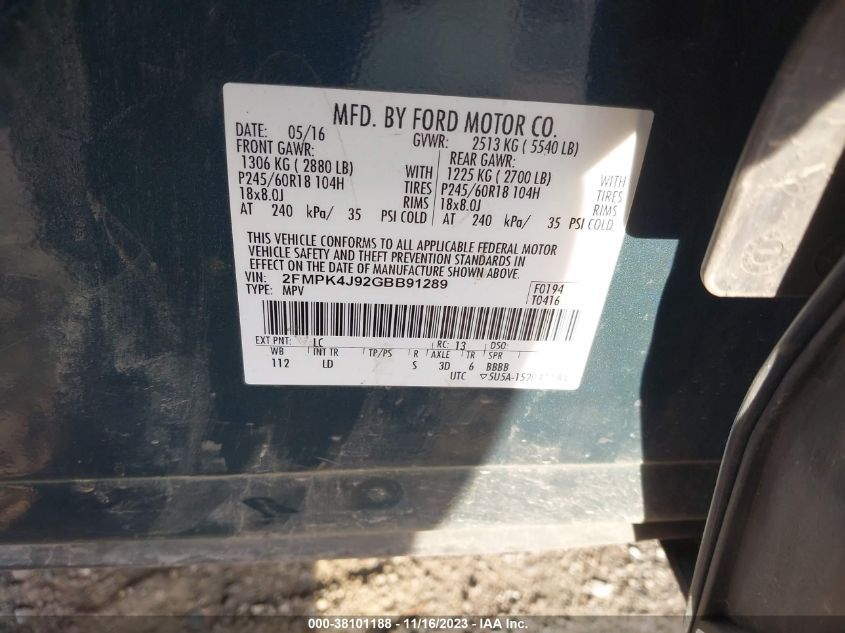 MFD. BY FORD MOTOR CO.
DATE: 05/16 GVWR: 2513 KG ( 5540 LB)
FRONT GAWR: REAR GAWR:
1306 KG ( 2880 LB) WITH 1225 KG ( 2700 LB) WITH
P245/60R18 104H TIRES P245/60R18 104H TIRES
18x8.0J RIMS 18x8.0J RIMS
AT 240 kPa/ 35 PSI COLD AT 240 kPa/ 35 PSI COLD
THIS VEHICLE CONFORMS TO ALL APPLICABLE FEDERAL MOTOR
VEHICLE SAFETY AND THEFT PREVENTION STANDARDS IN
EFFECT ON THE DATE OF MANUFACTURE SHOWN ABOVE.
VIN: 2FMPK4J92GBB91289 F0194
TYPE: MPV T0416
EXT PNT: LC RC: 13 DSO:
WB INT TR TP/PS R AXLE TR SPR
112 LD S 3D 6 BBBB
UTC
000-38101188 - 11/16/2023 - IAAI.com